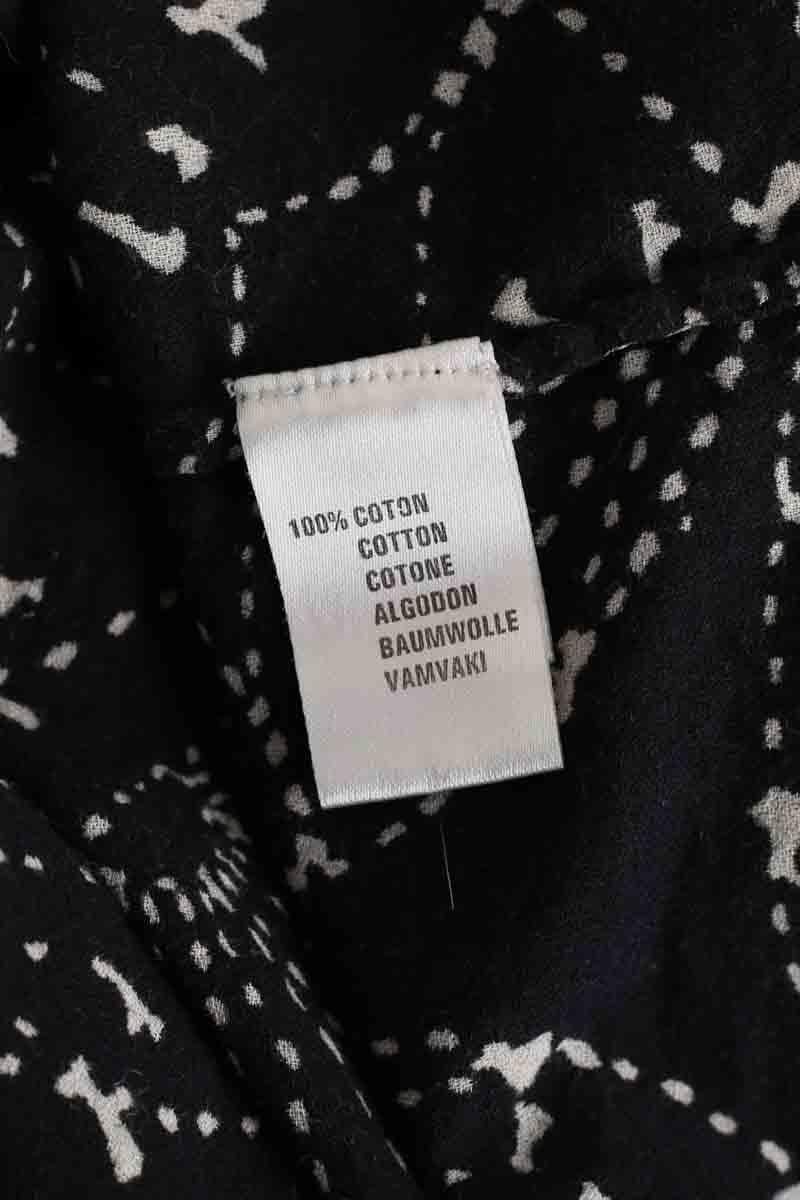 100% COTON
COTTON
COTONE
ALGODON
BAUMWOLLE
VAMVAKI